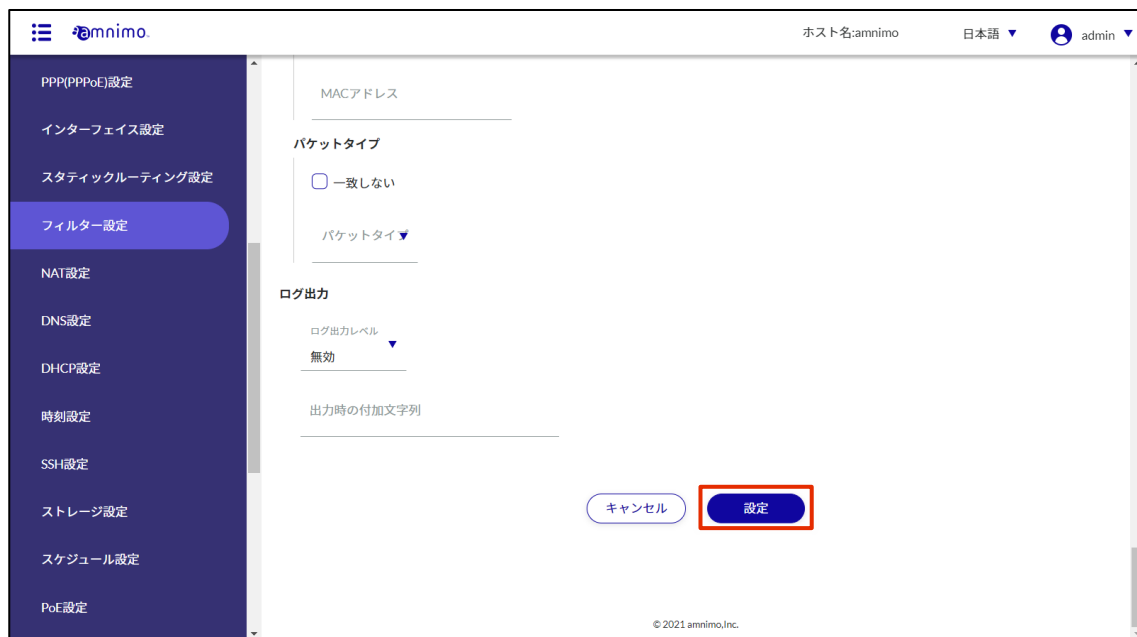 amnimo
ホスト名:amnimo
日本語
admin
PPP(PPPoE)設定
インターフェイス設定
スタティックルーティング設定
フィルター設定
NAT設定
DNS設定
DHCP設定
時刻設定
SSH設定
ストレージ設定
スケジュール設定
PoE設定
MACアドレス
パケットタイプ
一致しない
パケットタイプ
ログ出力
ログ出力レベル
無効
出力時の付加文字列
キャンセル
設定
© 2021 amnimo,Inc.